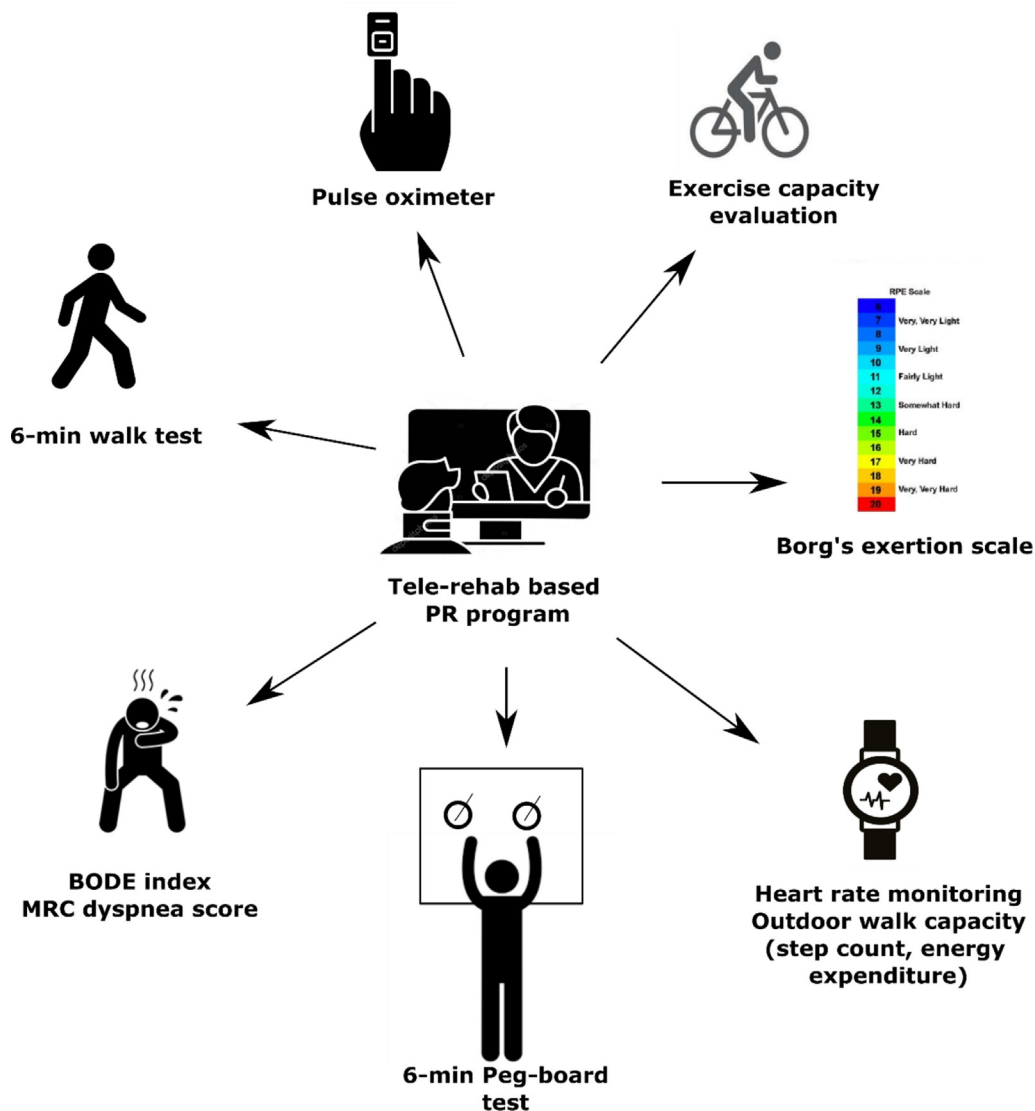 Pulse oximeter
Exercise capacity
evaluation
6-min walk test
RPE Scale
6
7 Very, Very Light
8
9 Very Light
10
11 Fairly Light
12
13 Somewhat Hard
14
15 Hard
16
17 Very Hard
18
19 Very, Very Hard
20
Borg's exertion scale
Tele-rehab based
PR program
BODE index
MRC dyspnea score
Heart rate monitoring
Outdoor walk capacity
(step count, energy
expenditure)
6-min Peg-board
test